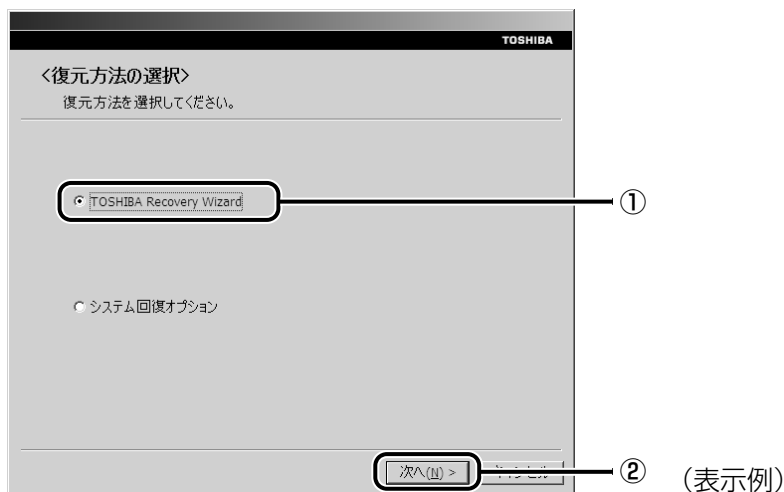 TOSHIBA
<復元方法の選択>
復元方法を選択してください。
TOSHIBA Recovery Wizard
①
システム回復オプション
次へ(N) >
②
(表示例)